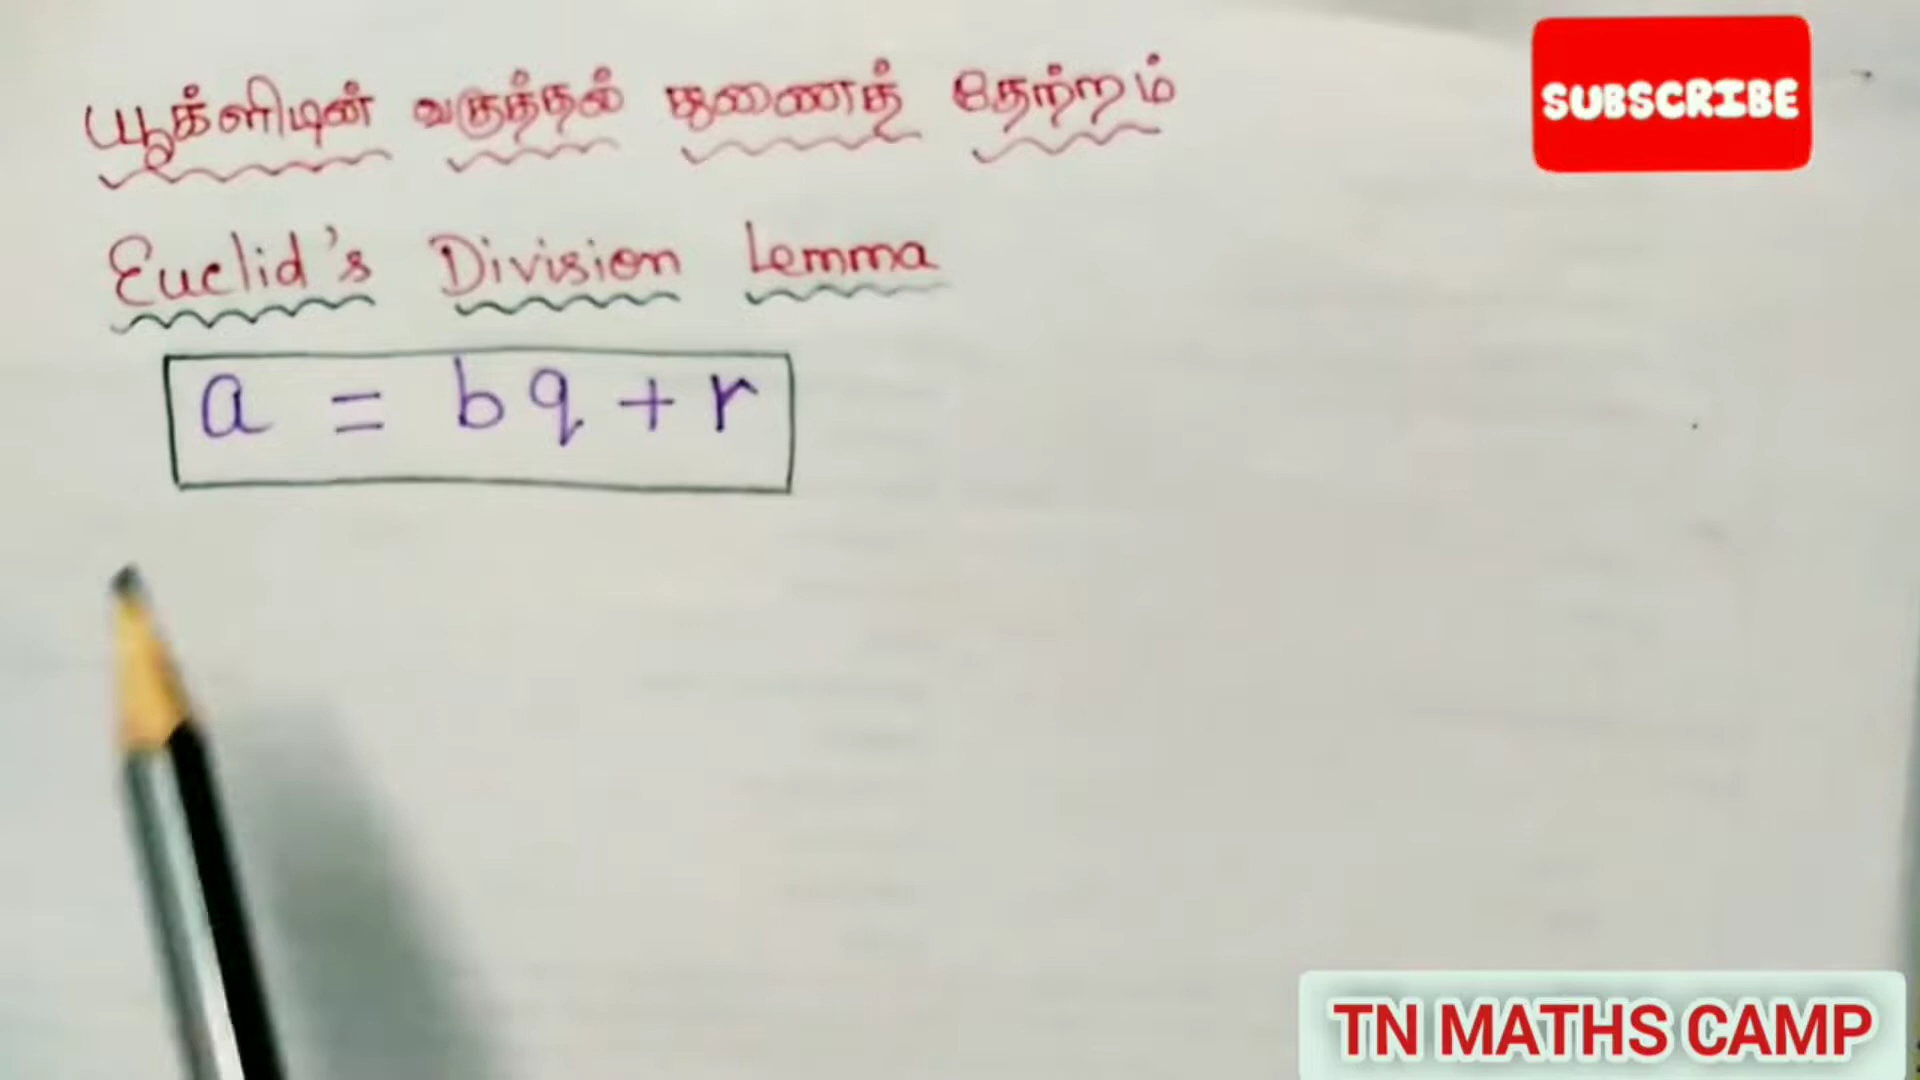 யூக்ளிடின் வகுத்தல் துணைத் தேற்றம்
SUBSCRIBE
Euclid's Division Lemma
a = bq + r
TN MATHS CAMP